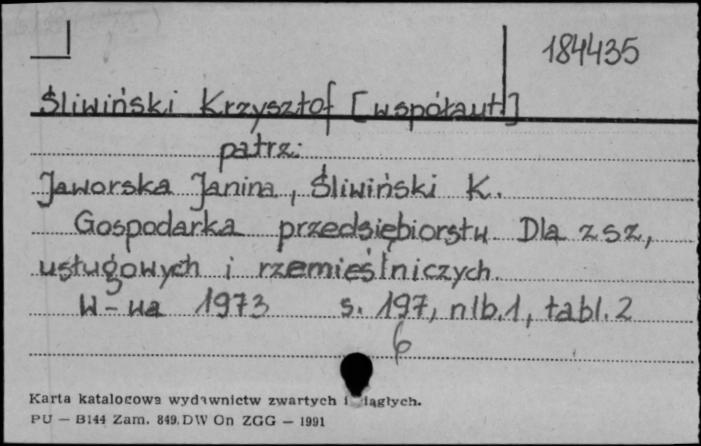 184435
Śliwiński Krzysztof [współaut]
patrz:
Jaworska Janina, Śliwiński K.
Gospodarka przedsiębiorstw Dla zsz,
usługowych i rzemieślniczych
W-wa 1973 s. 197, nlb.1, tabl. 2
6
Karta katalogowa wydawnictw zwartych i ciągłych.
PU — B144 Zam. 849. DW On ZGG — 1991